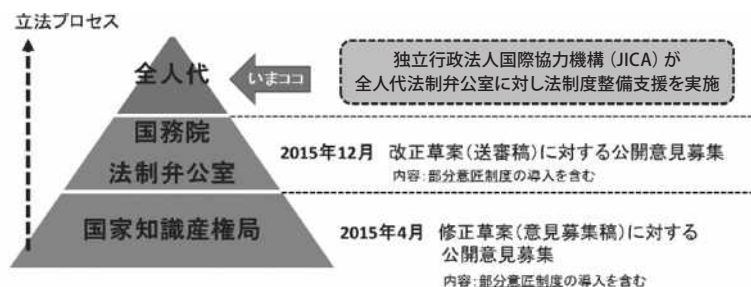 立法プロセス
全人代
いまココ
独立行政法人国際協力機構(JICA)が
全人代法制弁公室に対し法制度整備支援を実施
国務院
法制弁公室
2015年12月 改正草案(送審稿)に対する公開意見募集
内容:部分意匠制度の導入を含む
国家知識産権局
2015年4月 修正草案(意見募集稿)に対する
公開意見募集
内容:部分意匠制度の導入を含む